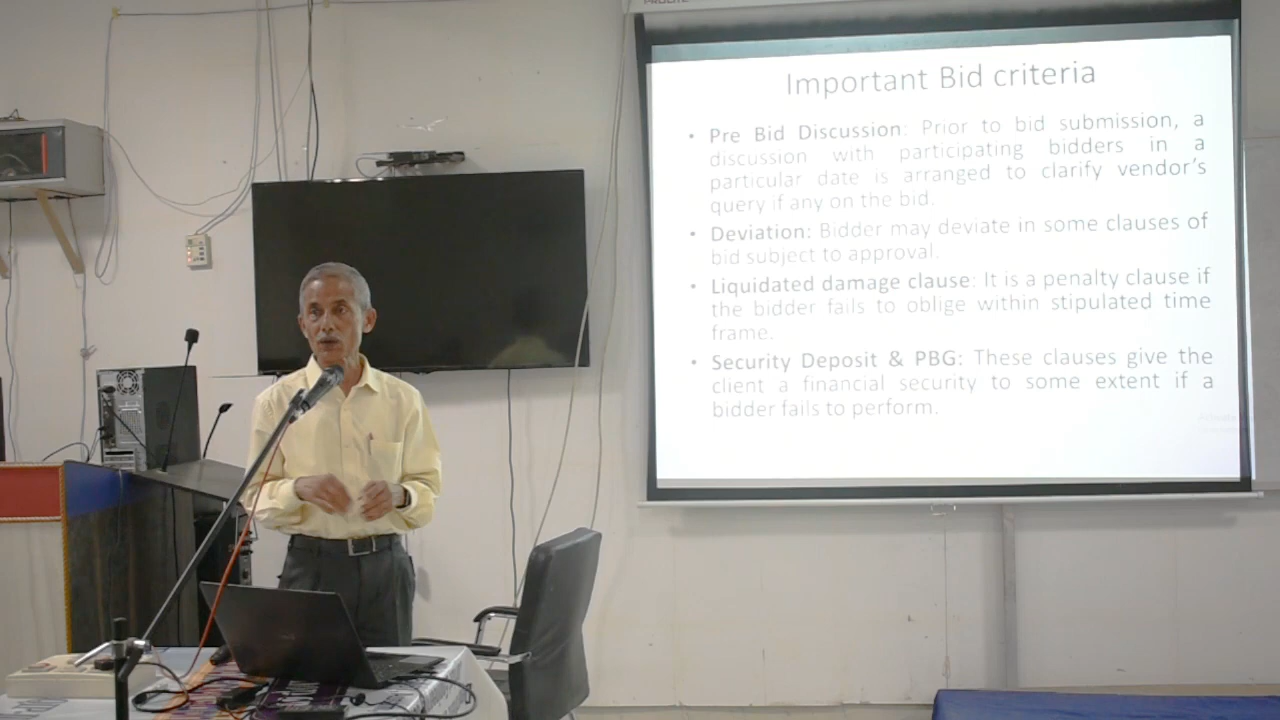 Important Bid criteria
• Pre Bid Discussion: Prior to bid submission, a
discussion with participating bidders in a
particular date is arranged to clarify vendor's
query if any on the bid.
• Deviation: Bidder may deviate in some clauses of
bid subject to approval.
• Liquidated damage clause: It is a penalty clause if
the bidder fails to oblige within stipulated time
frame.
• Security Deposit & PBG: These clauses give the
client a financial security to some extent if a
bidder fails to perform.